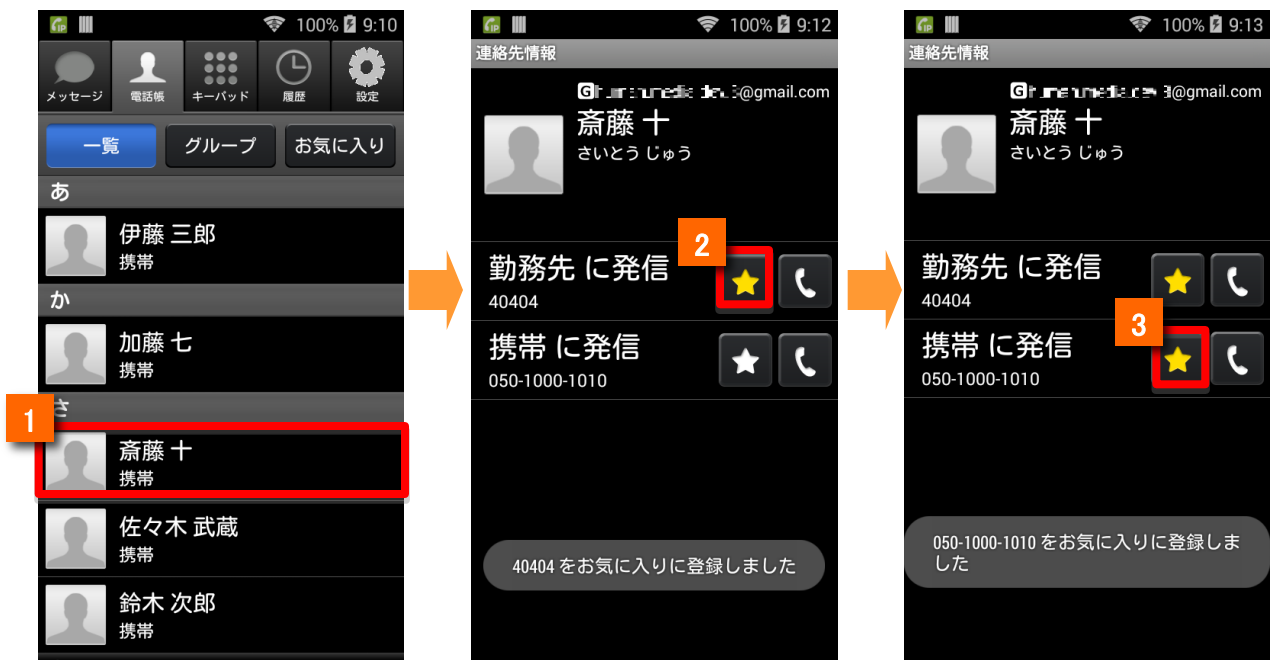 100% 9:10
メッセージ 電話帳 キーパッド 履歴 設定
一覧 グループ お気に入り
あ
伊藤 三郎
携帯
か
加藤 七
携帯
さ
1
斎藤 十
携帯
佐々木 武蔵
携帯
鈴木 次郎
携帯
100% 9:12
連絡先情報
@gmail.com
斎藤 十
さいとう じゅう
2
勤務先 に発信
40404
携帯 に発信
050-1000-1010
40404 をお気に入りに登録しました
100% 9:13
連絡先情報
@gmail.com
斎藤 十
さいとう じゅう
勤務先 に発信
40404
3
携帯 に発信
050-1000-1010
050-1000-1010 をお気に入りに登録しま
した